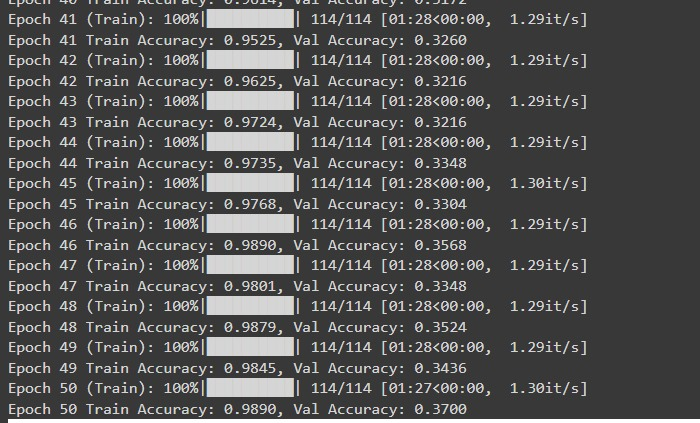 Epoch 40 Train Accuracy: 0.9614, Val Accuracy: 0.3172
Epoch 41 (Train): 100%|██████████| 114/114 [01:28<00:00,  1.29it/s]
Epoch 41 Train Accuracy: 0.9525, Val Accuracy: 0.3260
Epoch 42 (Train): 100%|██████████| 114/114 [01:28<00:00,  1.29it/s]
Epoch 42 Train Accuracy: 0.9625, Val Accuracy: 0.3216
Epoch 43 (Train): 100%|██████████| 114/114 [01:28<00:00,  1.29it/s]
Epoch 43 Train Accuracy: 0.9724, Val Accuracy: 0.3216
Epoch 44 (Train): 100%|██████████| 114/114 [01:28<00:00,  1.29it/s]
Epoch 44 Train Accuracy: 0.9735, Val Accuracy: 0.3348
Epoch 45 (Train): 100%|██████████| 114/114 [01:28<00:00,  1.30it/s]
Epoch 45 Train Accuracy: 0.9768, Val Accuracy: 0.3304
Epoch 46 (Train): 100%|██████████| 114/114 [01:28<00:00,  1.29it/s]
Epoch 46 Train Accuracy: 0.9890, Val Accuracy: 0.3568
Epoch 47 (Train): 100%|██████████| 114/114 [01:28<00:00,  1.29it/s]
Epoch 47 Train Accuracy: 0.9801, Val Accuracy: 0.3348
Epoch 48 (Train): 100%|██████████| 114/114 [01:28<00:00,  1.29it/s]
Epoch 48 Train Accuracy: 0.9879, Val Accuracy: 0.3524
Epoch 49 (Train): 100%|██████████| 114/114 [01:28<00:00,  1.29it/s]
Epoch 49 Train Accuracy: 0.9845, Val Accuracy: 0.3436
Epoch 50 (Train): 100%|██████████| 114/114 [01:27<00:00,  1.30it/s]
Epoch 50 Train Accuracy: 0.9890, Val Accuracy: 0.3700